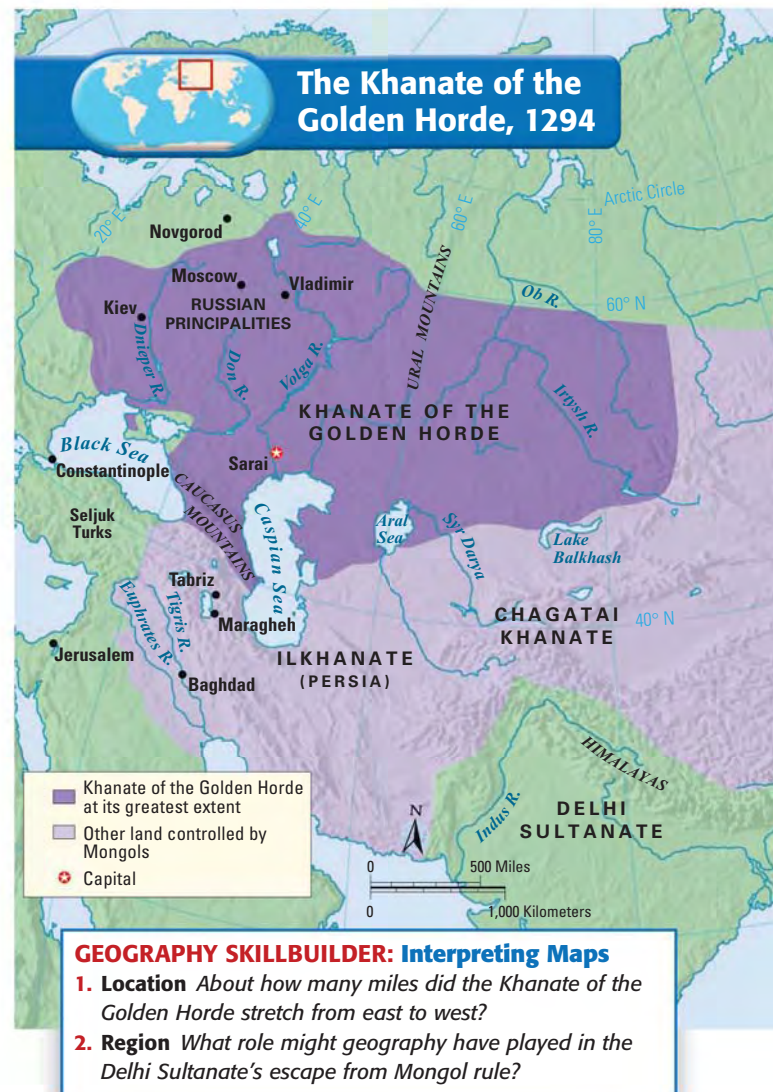 The Khanate of the
Golden Horde, 1294
Arctic Circle
20° E
40° E
60° E
80° E
Novgorod
Moscow
Vladimir
Kiev
RUSSIAN
PRINCIPALITIES
Dnieper R.
Don R.
Volga R.
URAL MOUNTAINS
Ob R.
60° N
Irtysh R.
KHANATE OF THE
GOLDEN HORDE
Black Sea
Constantinople
Sarai
CAUCASUS
MOUNTAINS
Caspian Sea
Seljuk
Turks
Aral
Sea
Syr Darya
Lake
Balkhash
Tabriz
Maragheh
Euphrates R.
Tigris R.
CHAGATAI
KHANATE
40° N
Jerusalem
Baghdad
ILKHANATE
(PERSIA)
HIMALAYAS
Indus R.
DELHI
SULTANATE
Khanate of the Golden Horde
at its greatest extent
Other land controlled by
Mongols
Capital
N
0 500 Miles
0 1,000 Kilometers
GEOGRAPHY SKILLBUILDER: Interpreting Maps
1. Location About how many miles did the Khanate of the
Golden Horde stretch from east to west?
2. Region What role might geography have played in the
Delhi Sultanate's escape from Mongol rule?